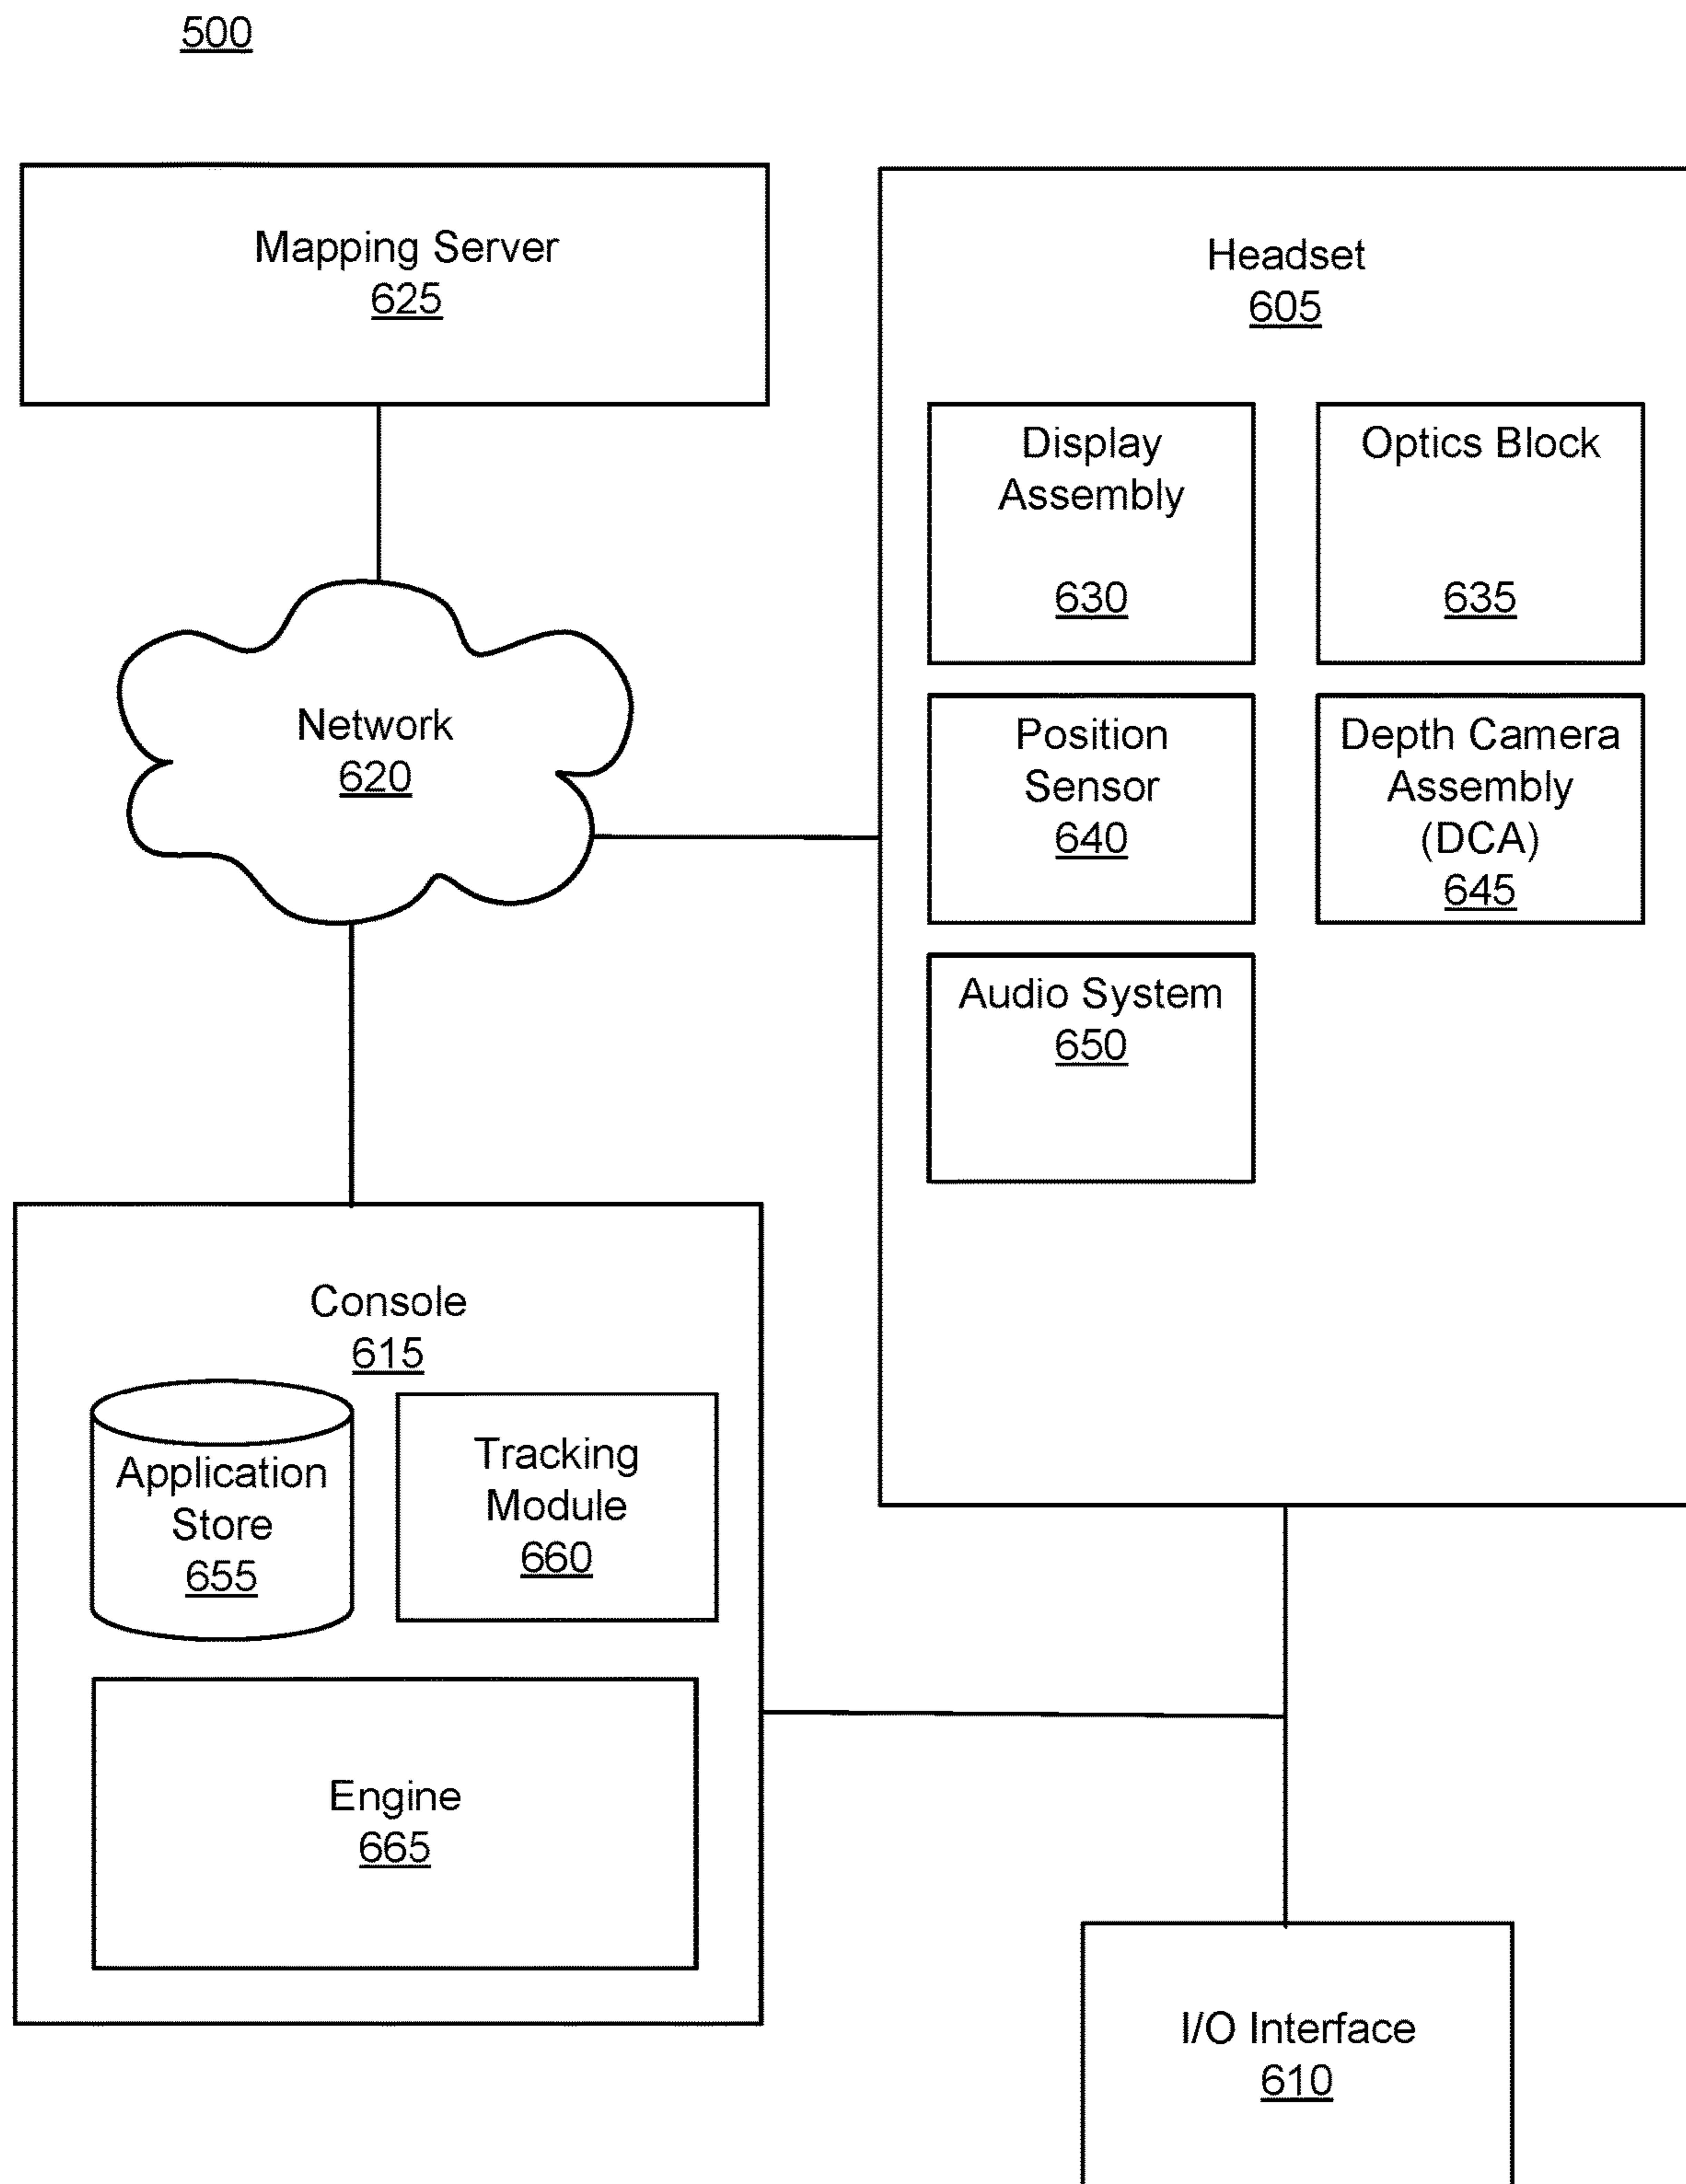 500
Mapping Server
625
Headset
605
Display
Assembly
630
Optics Block
635
Network
620
Position
Sensor
640
Depth Camera
Assembly
(DCA)
645
Audio System
650
Console
615
Application
Store
655
Tracking
Module
660
Engine
665
I/O Interface
610